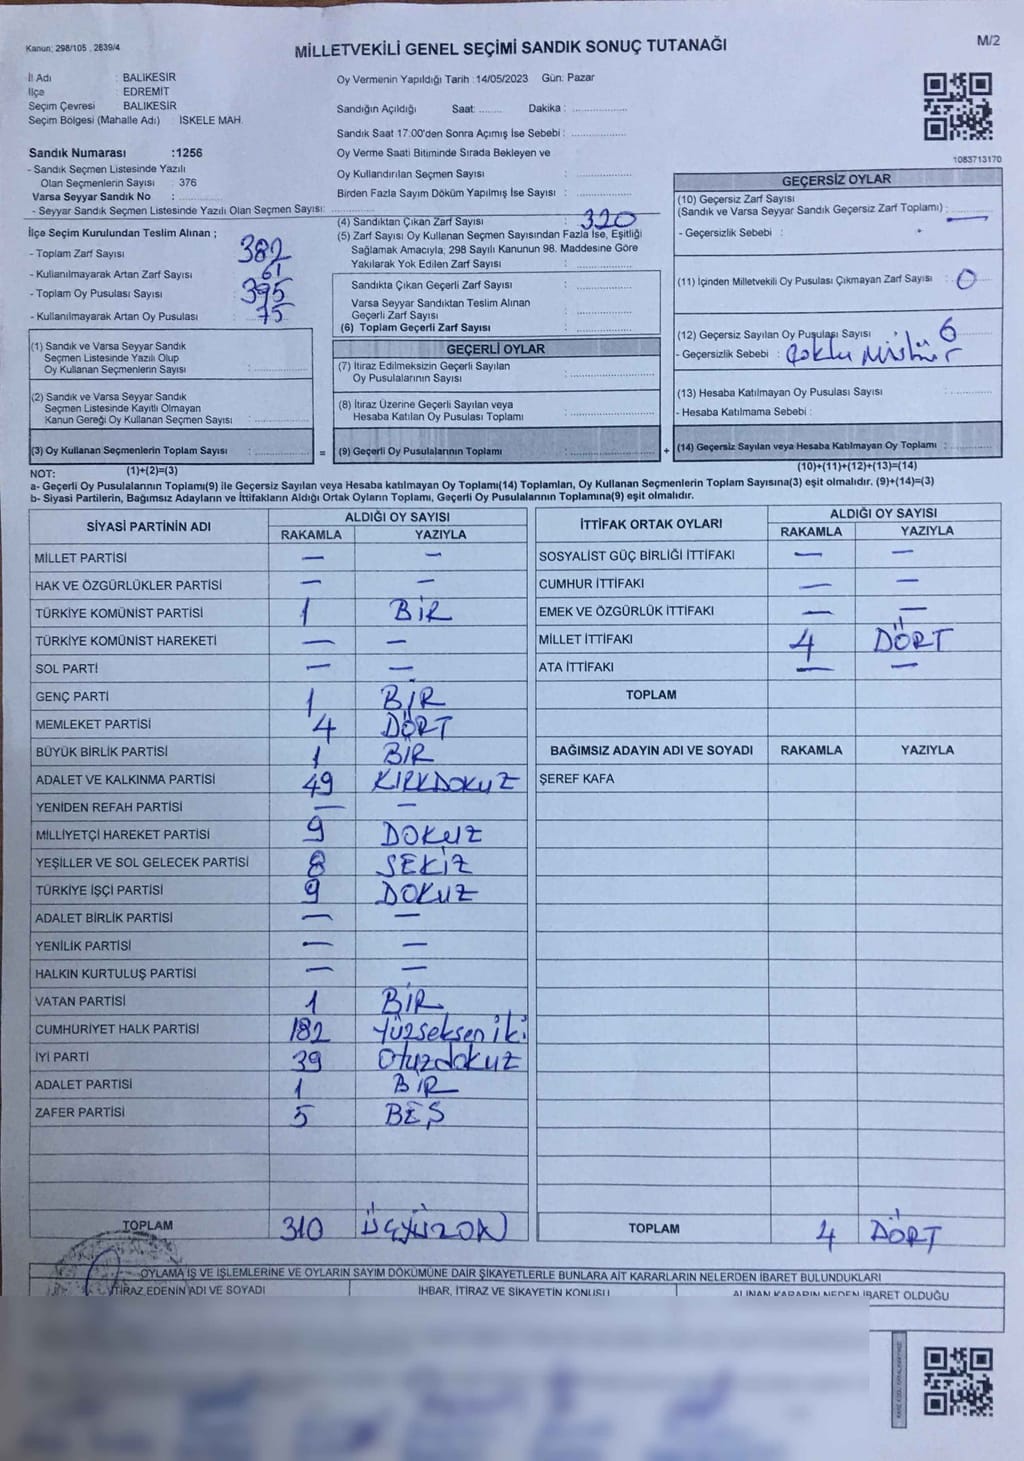 Kanun: 298/105 , 2839/4
MİLLETVEKİLİ GENEL SEÇİMİ SANDIK SONUÇ TUTANAĞI
M/2
İl Adı : BALIKESİR
İlçe : EDREMİT
Seçim Çevresi : BALIKESİR
Seçim Bölgesi (Mahalle Adı) : İSKELE MAH.
Sandık Numarası :1256
- Sandık Seçmen Listesinde Yazılı
Olan Seçmenlerin Sayısı : 376
Varsa Seyyar Sandık No :
- Seyyar Sandık Seçmen Listesinde Yazılı Olan Seçmen Sayısı:
Oy Vermenin Yapıldığı Tarih :14/05/2023 Gün: Pazar
Sandığın Açıldığı Saat: ........ Dakika : ....................
Sandık Saat 17.00'den Sonra Açımış İse Sebebi : ....................
Oy Verme Saati Bitiminde Sırada Bekleyen ve
Oy Kullandırılan Seçmen Sayısı : ....................
Birden Fazla Sayım Döküm Yapılmış İse Sayısı : ....................
1083713170
İlçe Seçim Kurulundan Teslim Alınan ;
- Toplam Zarf Sayısı 382
- Kullanılmayarak Artan Zarf Sayısı 61
- Toplam Oy Pusulası Sayısı 395
- Kullanılmayarak Artan Oy Pusulası 75
(4) Sandıktan Çıkan Zarf Sayısı : 320
(5) Zarf Sayısı Oy Kullanan Seçmen Sayısından Fazla İse, Eşitliği
Sağlamak Amacıyla, 298 Sayılı Kanunun 98. Maddesine Göre
Yakılarak Yok Edilen Zarf Sayısı : ....................
Sandıkta Çıkan Geçerli Zarf Sayısı : ....................
Varsa Seyyar Sandıktan Teslim Alınan
Geçerli Zarf Sayısı : ....................
(6) Toplam Geçerli Zarf Sayısı : ....................
GEÇERSİZ OYLAR
(10) Geçersiz Zarf Sayısı
(Sandık ve Varsa Seyyar Sandık Geçersiz Zarf Toplamı) : —
- Geçersizlik Sebebi :
(11) İçinden Milletvekili Oy Pusulası Çıkmayan Zarf Sayısı : 0
(12) Geçersiz Sayılan Oy Pusulası Sayısı : 6
- Geçersizlik Sebebi : Çoklu Mühür
(13) Hesaba Katılmayan Oy Pusulası Sayısı :
- Hesaba Katılmama Sebebi :
(14) Geçersiz Sayılan veya Hesaba Katılmayan Oy Toplamı :
(10)+(11)+(12)+(13)=(14)
(1) Sandık ve Varsa Seyyar Sandık
Seçmen Listesinde Yazılı Olup
Oy Kullanan Seçmenlerin Sayısı :
(2) Sandık ve Varsa Seyyar Sandık
Seçmen Listesinde Kayıtlı Olmayan
Kanun Gereği Oy Kullanan Seçmen Sayısı :
(3) Oy Kullanan Seçmenlerin Toplam Sayısı : =
GEÇERLİ OYLAR
(7) İtiraz Edilmeksizin Geçerli Sayılan
Oy Pusulalarının Sayısı :
(8) İtiraz Üzerine Geçerli Sayılan veya
Hesaba Katılan Oy Pusulası Toplamı :
(9) Geçerli Oy Pusulalarının Toplamı : +
NOT: (1)+(2)=(3)
a- Geçerli Oy Pusulalarının Toplamı(9) ile Geçersiz Sayılan veya Hesaba katılmayan Oy Toplamı(14) Toplamları, Oy Kullanan Seçmenlerin Toplam Sayısına(3) eşit olmalıdır. (9)+(14)=(3)
b- Siyasi Partilerin, Bağımsız Adayların ve İttifakların Aldığı Ortak Oyların Toplamı, Geçerli Oy Pusulalarının Toplamına(9) eşit olmalıdır.
SİYASİ PARTİNİN ADI ALDIĞI OY SAYISI
RAKAMLA YAZIYLA
MİLLET PARTİSİ — —
HAK VE ÖZGÜRLÜKLER PARTİSİ — —
TÜRKİYE KOMÜNİST PARTİSİ 1 BİR
TÜRKİYE KOMÜNİST HAREKETİ — —
SOL PARTİ — —
GENÇ PARTİ 1 BİR
MEMLEKET PARTİSİ 4 DÖRT
BÜYÜK BİRLİK PARTİSİ 1 BİR
ADALET VE KALKINMA PARTİSİ 49 KIRKDOKUZ
YENİDEN REFAH PARTİSİ — —
MİLLİYETÇİ HAREKET PARTİSİ 9 DOKUZ
YEŞİLLER VE SOL GELECEK PARTİSİ 8 SEKİZ
TÜRKİYE İŞÇİ PARTİSİ 9 DOKUZ
ADALET BİRLİK PARTİSİ — —
YENİLİK PARTİSİ — —
HALKIN KURTULUŞ PARTİSİ — —
VATAN PARTİSİ 1 BİR
CUMHURİYET HALK PARTİSİ 182 Yüzsekseniki
İYİ PARTİ 39 Otuzdokuz
ADALET PARTİSİ 1 BİR
ZAFER PARTİSİ 5 BEŞ
TOPLAM 310 ÜÇYÜZON
İTTİFAK ORTAK OYLARI ALDIĞI OY SAYISI
RAKAMLA YAZIYLA
SOSYALİST GÜÇ BİRLİĞİ İTTİFAKI — —
CUMHUR İTTİFAKI — —
EMEK VE ÖZGÜRLÜK İTTİFAKI — —
MİLLET İTTİFAKI 4 DÖRT
ATA İTTİFAKI — —
TOPLAM
BAĞIMSIZ ADAYIN ADI VE SOYADI RAKAMLA YAZIYLA
ŞEREF KAFA
TOPLAM 4 DÖRT
OYLAMA İŞ VE İŞLEMLERİNE VE OYLARIN SAYIM DÖKÜMÜNE DAİR ŞİKAYETLERLE BUNLARA AİT KARARLARIN NELERDEN İBARET BULUNDUKLARI
İTİRAZ EDENİN ADI VE SOYADI İHBAR, İTİRAZ VE ŞİKAYETİN KONUSU ALINAN KARARIN NEDEN İBARET OLDUĞU